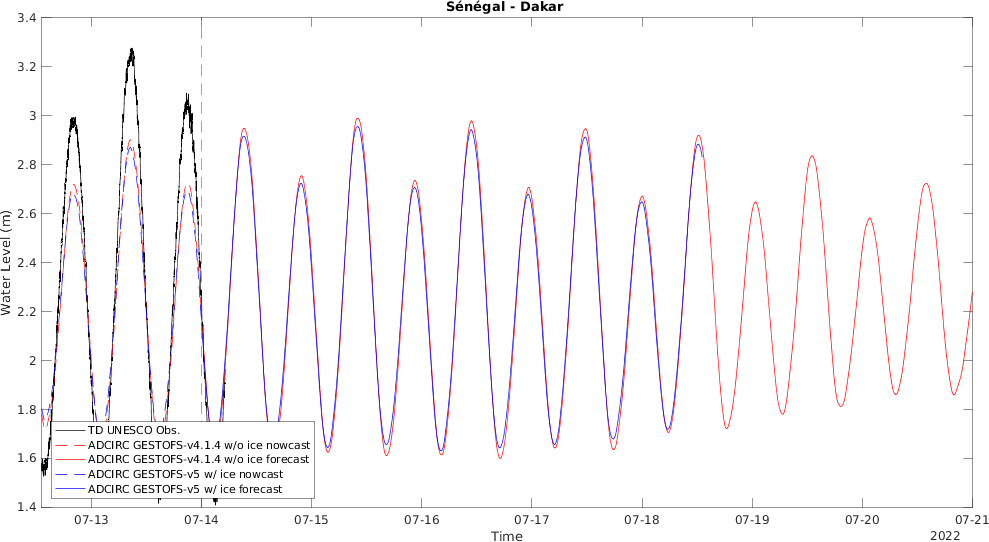 Sénégal - Dakar
Water Level (m)
3.4
3.2
3
2.8
2.6
2.4
2.2
2
1.8
1.6
1.4
TD UNESCO Obs.
ADCIRC GESTOFS-v4.1.4 w/o ice nowcast
ADCIRC GESTOFS-v4.1.4 w/o ice forecast
ADCIRC GESTOFS-v5 w/ ice nowcast
ADCIRC GESTOFS-v5 w/ ice forecast
07-13 07-14 07-15 07-16 07-17 07-18 07-19 07-20 07-21
Time
2022